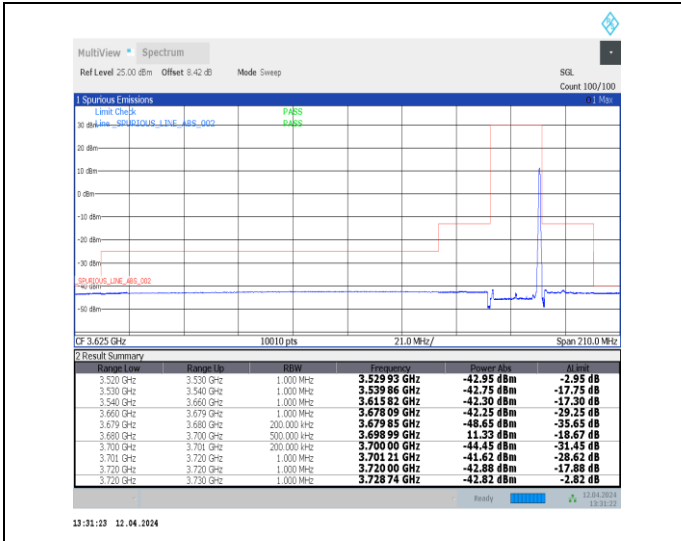 MultiView Spectrum
Ref Level 25.00 dBm Offset 8.42 dB Mode Sweep SGL
Count 100/100
1 Spurious Emissions 1 Max
Limit Check PASS
Line _SPURIOUS_LINE_ABS_002 PASS
30 dBm
20 dBm
10 dBm
0 dBm
-10 dBm
-20 dBm
-30 dBm
_SPURIOUS_LINE_ABS_002
-40 dBm
-50 dBm
CF 3.625 GHz 10010 pts 21.0 MHz/ Span 210.0 MHz
2 Result Summary
Range Low Range Up RBW Frequency Power Abs ΔLimit
3.520 GHz 3.530 GHz 1.000 MHz 3.529 93 GHz -42.95 dBm -2.95 dB
3.530 GHz 3.540 GHz 1.000 MHz 3.539 86 GHz -42.75 dBm -17.75 dB
3.540 GHz 3.660 GHz 1.000 MHz 3.615 82 GHz -42.30 dBm -17.30 dB
3.660 GHz 3.679 GHz 1.000 MHz 3.678 09 GHz -42.25 dBm -29.25 dB
3.679 GHz 3.680 GHz 200.000 kHz 3.679 85 GHz -48.65 dBm -35.65 dB
3.680 GHz 3.700 GHz 500.000 kHz 3.698 99 GHz 11.33 dBm -18.67 dB
3.700 GHz 3.701 GHz 200.000 kHz 3.700 00 GHz -44.45 dBm -31.45 dB
3.701 GHz 3.720 GHz 1.000 MHz 3.701 21 GHz -41.62 dBm -28.62 dB
3.720 GHz 3.720 GHz 1.000 MHz 3.720 00 GHz -42.88 dBm -17.88 dB
3.720 GHz 3.730 GHz 1.000 MHz 3.728 74 GHz -42.82 dBm -2.82 dB
Ready 12.04.2024
13:31:22
13:31:23 12.04.2024